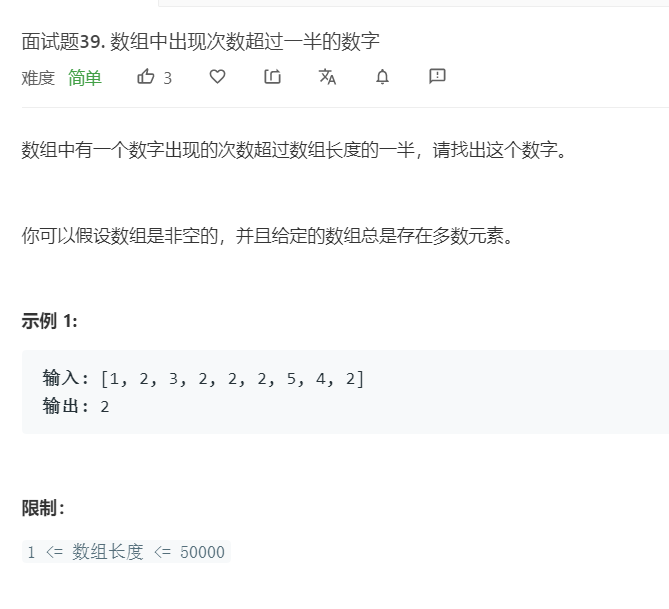 面试题39. 数组中出现次数超过一半的数字
难度 简单 3
数组中有一个数字出现的次数超过数组长度的一半，请找出这个数字。
你可以假设数组是非空的，并且给定的数组总是存在多数元素。
示例 1:
输入: [1, 2, 3, 2, 2, 2, 5, 4, 2]
输出: 2
限制：
1 <= 数组长度 <= 50000